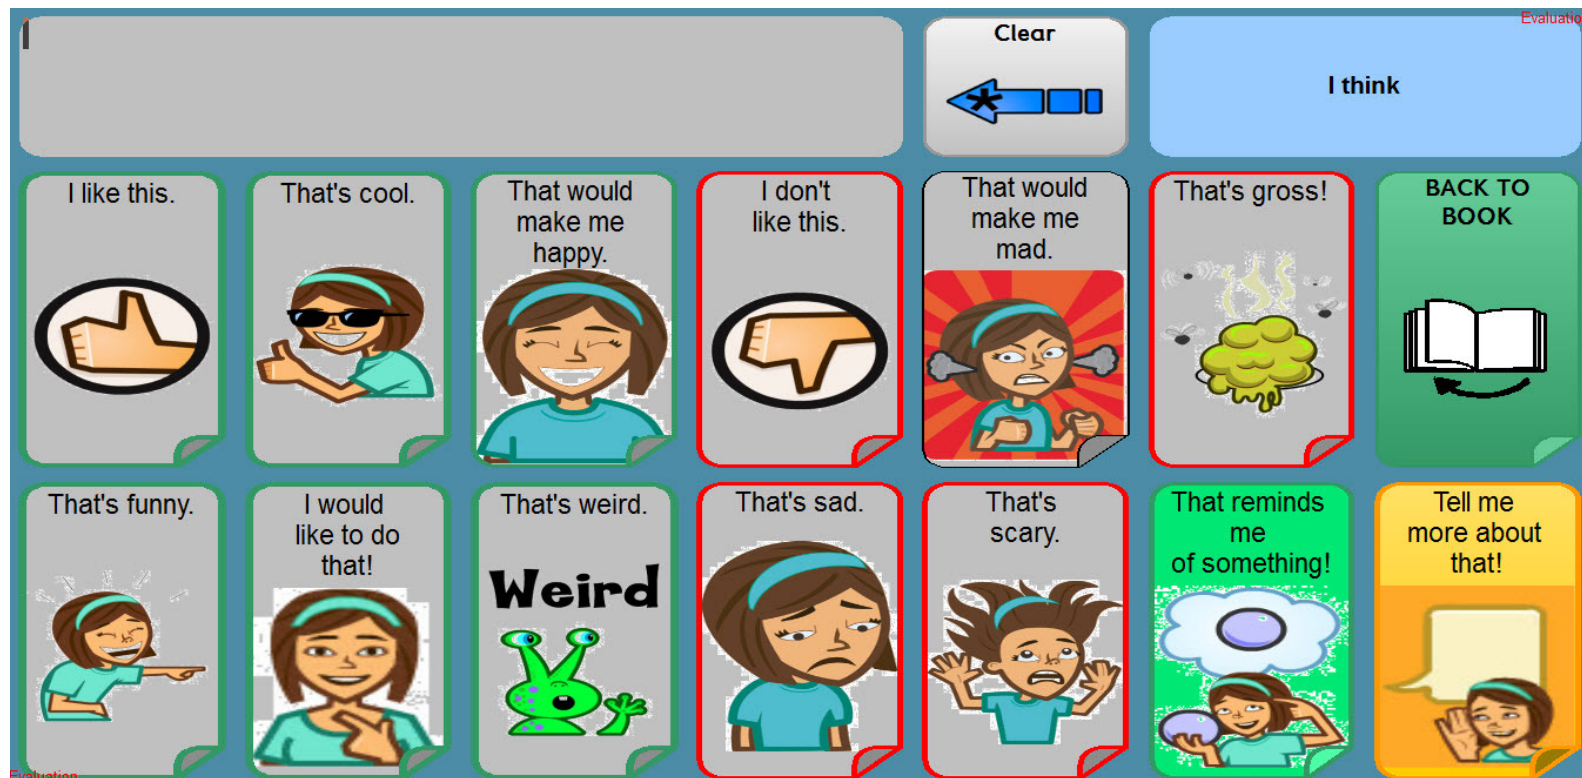 Evaluatio
Clear
I think
I like this.
That's cool.
That would
make me
happy.
I don't
like this.
That would
make me
mad.
That's gross!
BACK TO
BOOK
That's funny.
I would
like to do
that!
That's weird.
Weird
That's sad.
That's
scary.
That reminds
me
of something!
Tell me
more about
that!
Evaluation